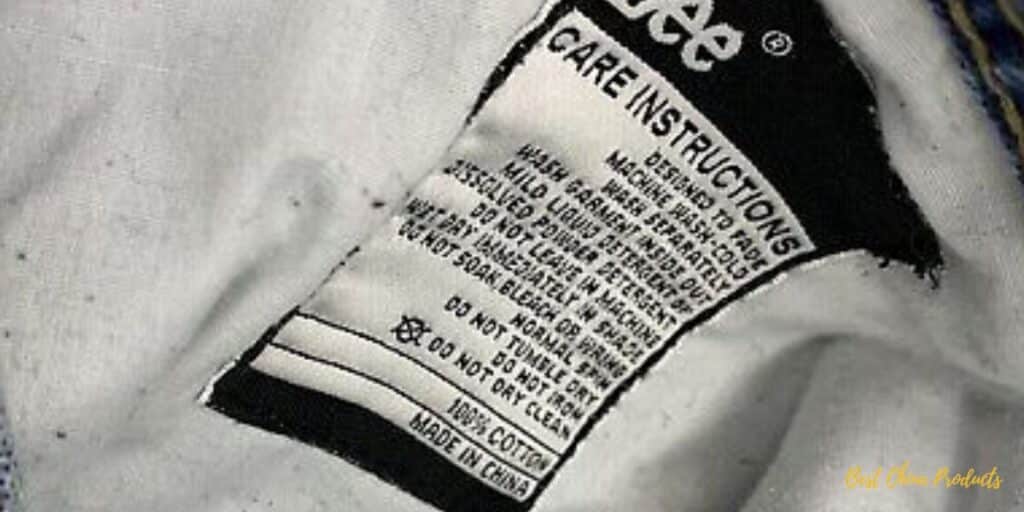 ee ®
CARE INSTRUCTIONS
DESIGNED TO FADE
MACHINE WASH-COLD
WASH SEPARATELY
WASH GARMENT INSIDE OUT
MILD LIQUID DETERGENT OR
DISSOLVED POWDER DETERGENT
DO NOT LEAVE IN MACHINE
WET DRY IMMEDIATELY IN SHADE
DO NOT SOAK BLEACH OR WRING
NORMAL SPIN
DO NOT TUMBLE DRY
DO NOT IRON
DO NOT DRY CLEAN
100% COTTON
MADE IN CHINA
Best China Products